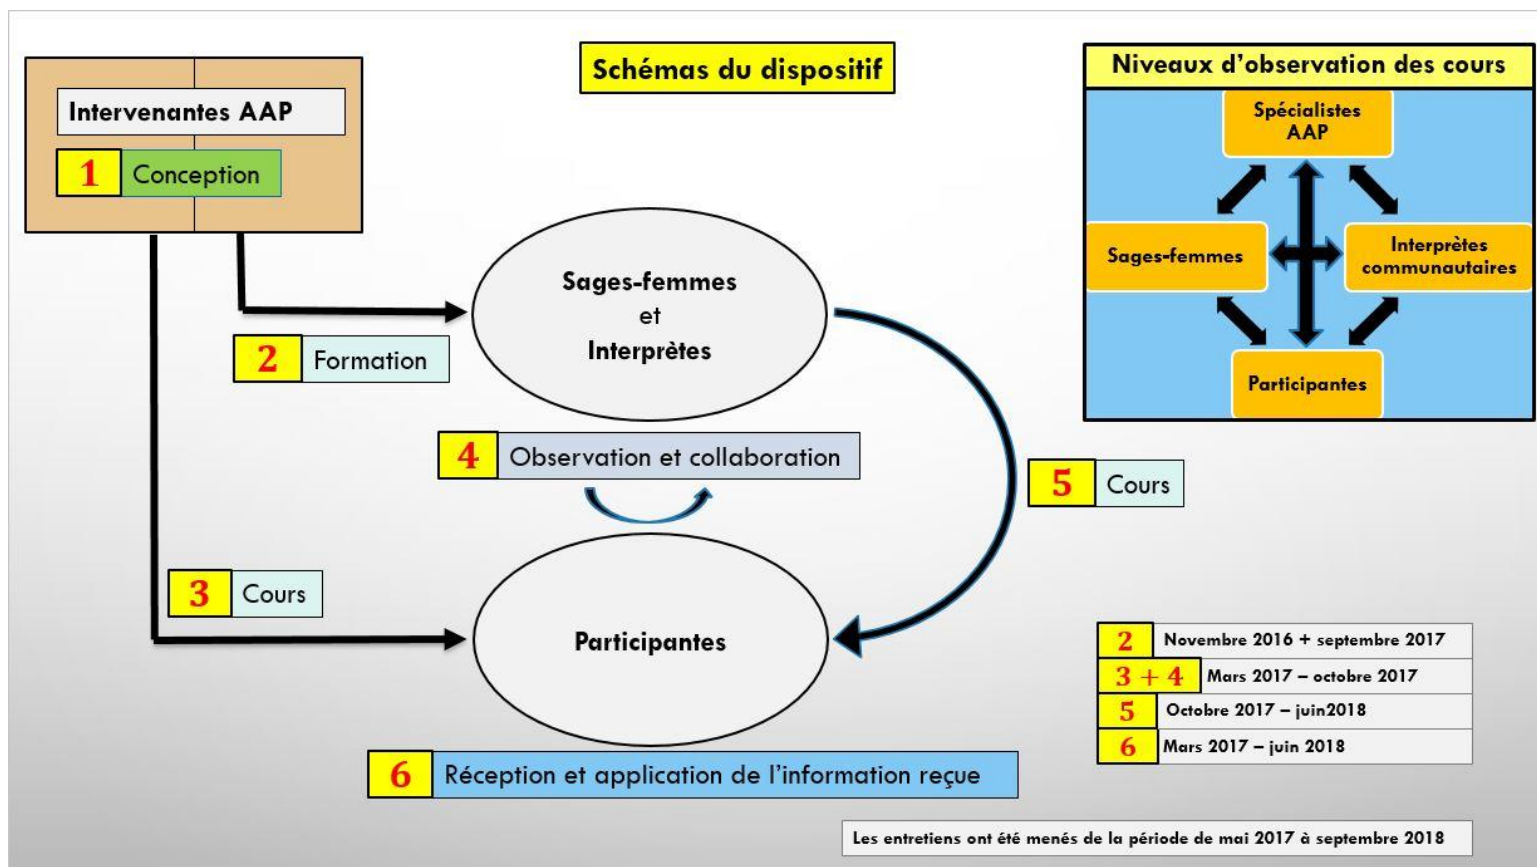 Schémas du dispositif
Intervenantes AAP
1 Conception
2 Formation
Sages-femmes
et
Interprètes
4 Observation et collaboration
3 Cours
5 Cours
Participantes
6 Réception et application de l’information reçue
Niveaux d’observation des cours
Spécialistes
AAP
Sages-femmes
Interprètes
communautaires
Participantes
2 Novembre 2016 + septembre 2017
3 + 4 Mars 2017 – octobre 2017
5 Octobre 2017 – juin2018
6 Mars 2017 – juin 2018
Les entretiens ont été menés de la période de mai 2017 à septembre 2018